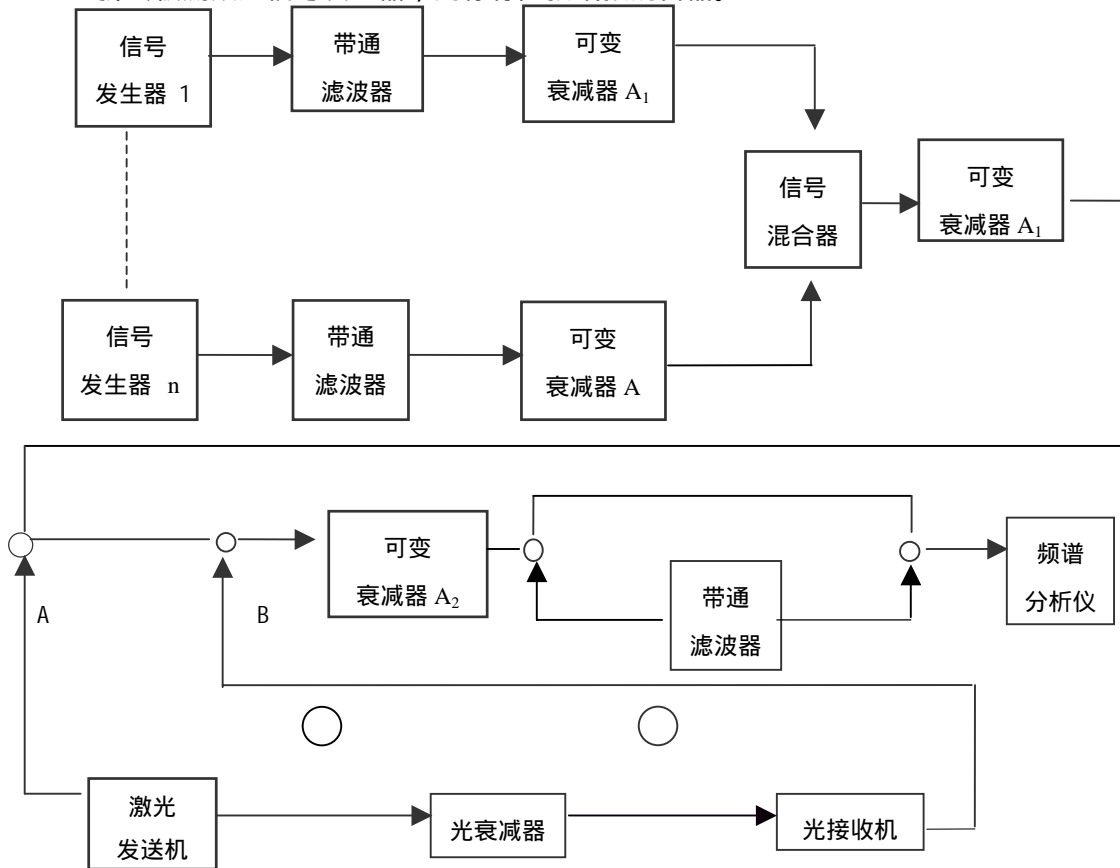 信号
发生器 1
带通
滤波器
可变
衰减器 A₁
信号
混合器
可变
衰减器 A₁
信号
发生器 n
带通
滤波器
可变
衰减器 A
A
B
可变
衰减器 A₂
带通
滤波器
频谱
分析仪
激光
发送机
光衰减器
光接收机